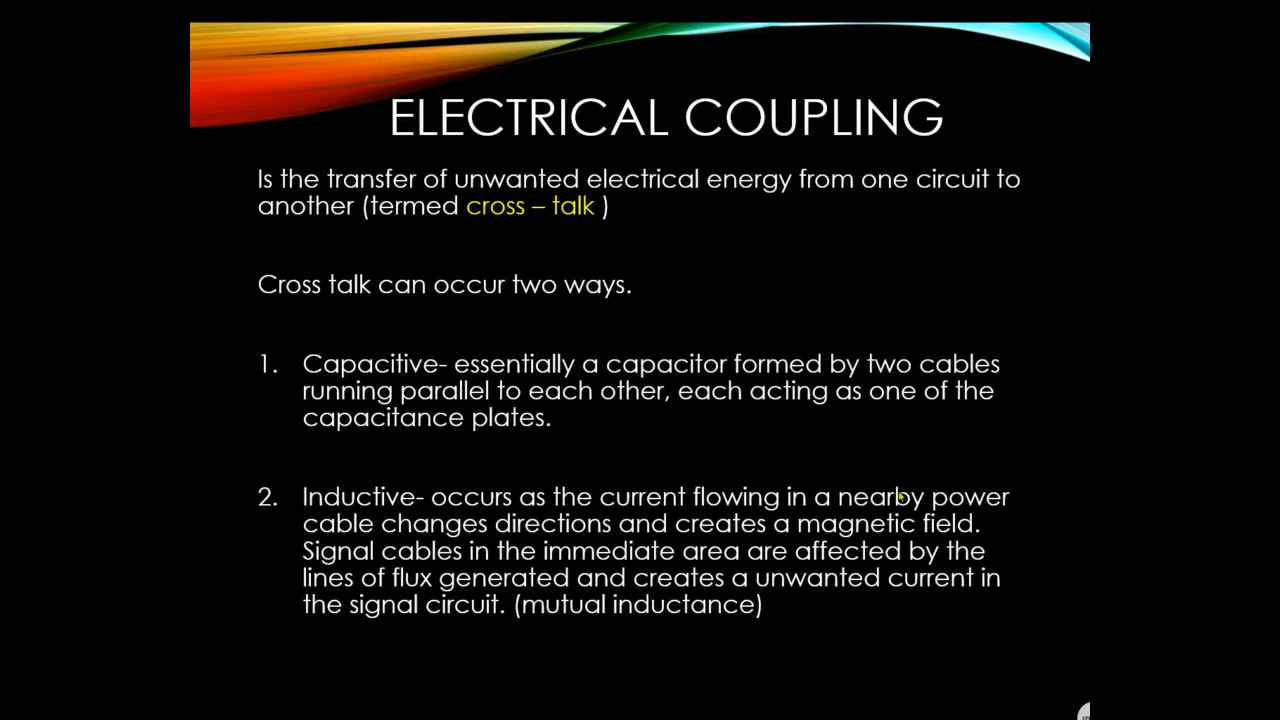 ELECTRICAL COUPLING
Is the transfer of unwanted electrical energy from one circuit to
another (termed cross – talk )
Cross talk can occur two ways.
1. Capacitive- essentially a capacitor formed by two cables
running parallel to each other, each acting as one of the
capacitance plates.
2. Inductive- occurs as the current flowing in a nearby power
cable changes directions and creates a magnetic field.
Signal cables in the immediate area are affected by the
lines of flux generated and creates a unwanted current in
the signal circuit. (mutual inductance)